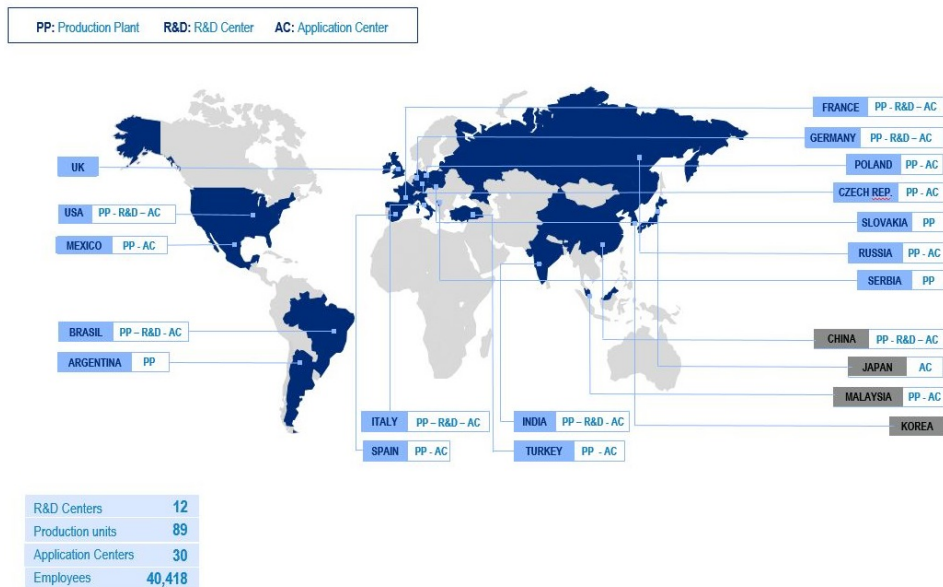 PP: Production Plant R&D: R&D Center AC: Application Center
FRANCE PP - R&D – AC
GERMANY PP - R&D – AC
UK
POLAND PP - AC
CZECH REP. PP - AC
USA PP - R&D – AC
SLOVAKIA PP
MEXICO PP - AC
RUSSIA PP - AC
SERBIA PP
BRASIL PP – R&D - AC
CHINA PP - R&D – AC
ARGENTINA PP
JAPAN AC
MALAYSIA PP - AC
ITALY PP – R&D – AC
INDIA PP – R&D - AC
KOREA
SPAIN PP - AC
TURKEY PP - AC
R&D Centers 12
Production units 89
Application Centers 30
Employees 40,418